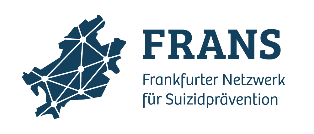 FRANS
Frankfurter Netzwerk
für Suizidprävention